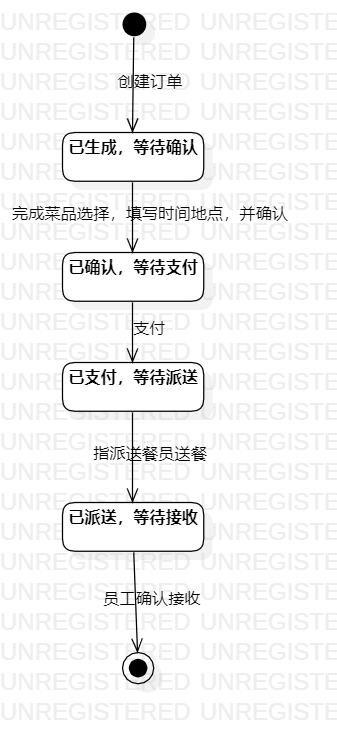 创建订单
已生成，等待确认
完成菜品选择，填写时间地点，并确认
已确认，等待支付
支付
已支付，等待派送
指派送餐员送餐
已派送，等待接收
员工确认接收
UNREGISTERED UNREGISTE